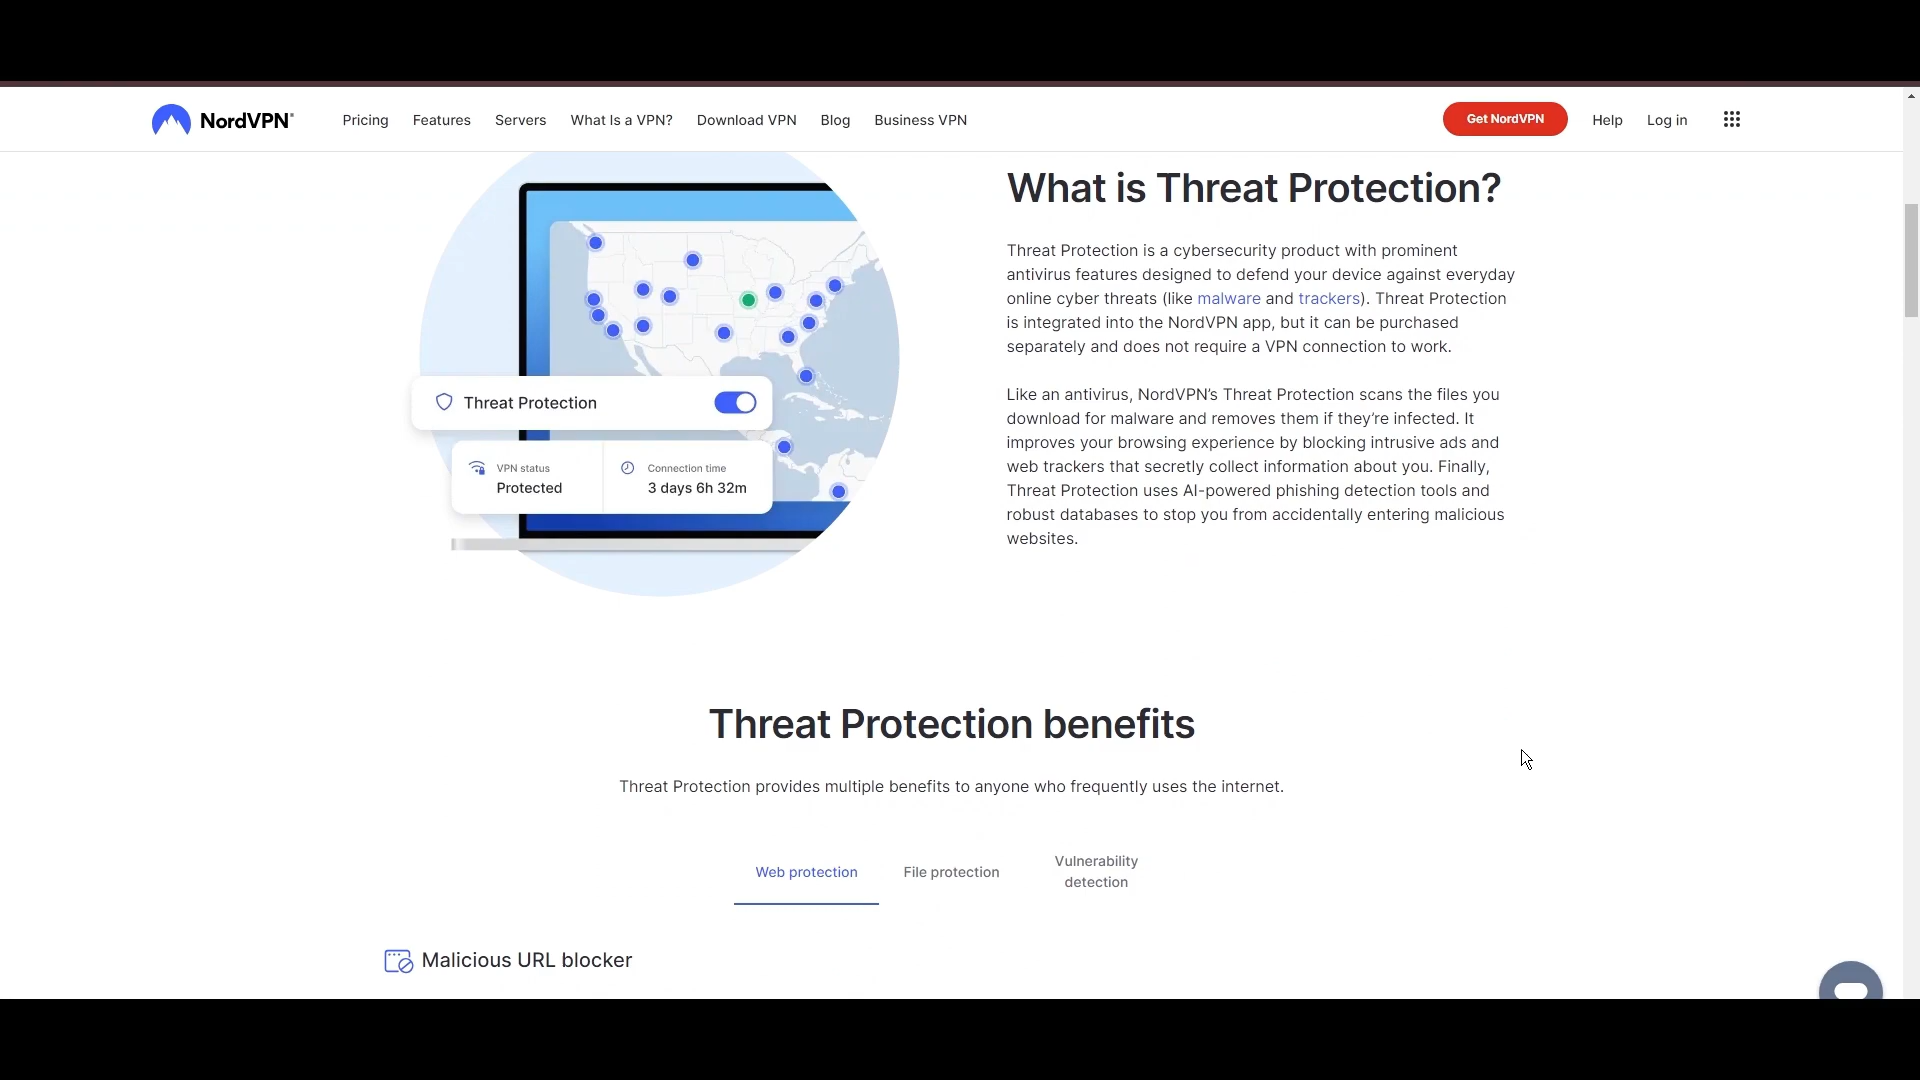 NordVPN®
Pricing
Features
Servers
What Is a VPN?
Download VPN
Blog
Business VPN
Get NordVPN
Help
Log in
Threat Protection
VPN status
Protected
Connection time
3 days 6h 32m
What is Threat Protection?
Threat Protection is a cybersecurity product with prominent
antivirus features designed to defend your device against everyday
online cyber threats (like malware and trackers). Threat Protection
is integrated into the NordVPN app, but it can be purchased
separately and does not require a VPN connection to work.
Like an antivirus, NordVPN’s Threat Protection scans the files you
download for malware and removes them if they’re infected. It
improves your browsing experience by blocking intrusive ads and
web trackers that secretly collect information about you. Finally,
Threat Protection uses AI-powered phishing detection tools and
robust databases to stop you from accidentally entering malicious
websites.
Threat Protection benefits
Threat Protection provides multiple benefits to anyone who frequently uses the internet.
Web protection
File protection
Vulnerability
detection
Malicious URL blocker